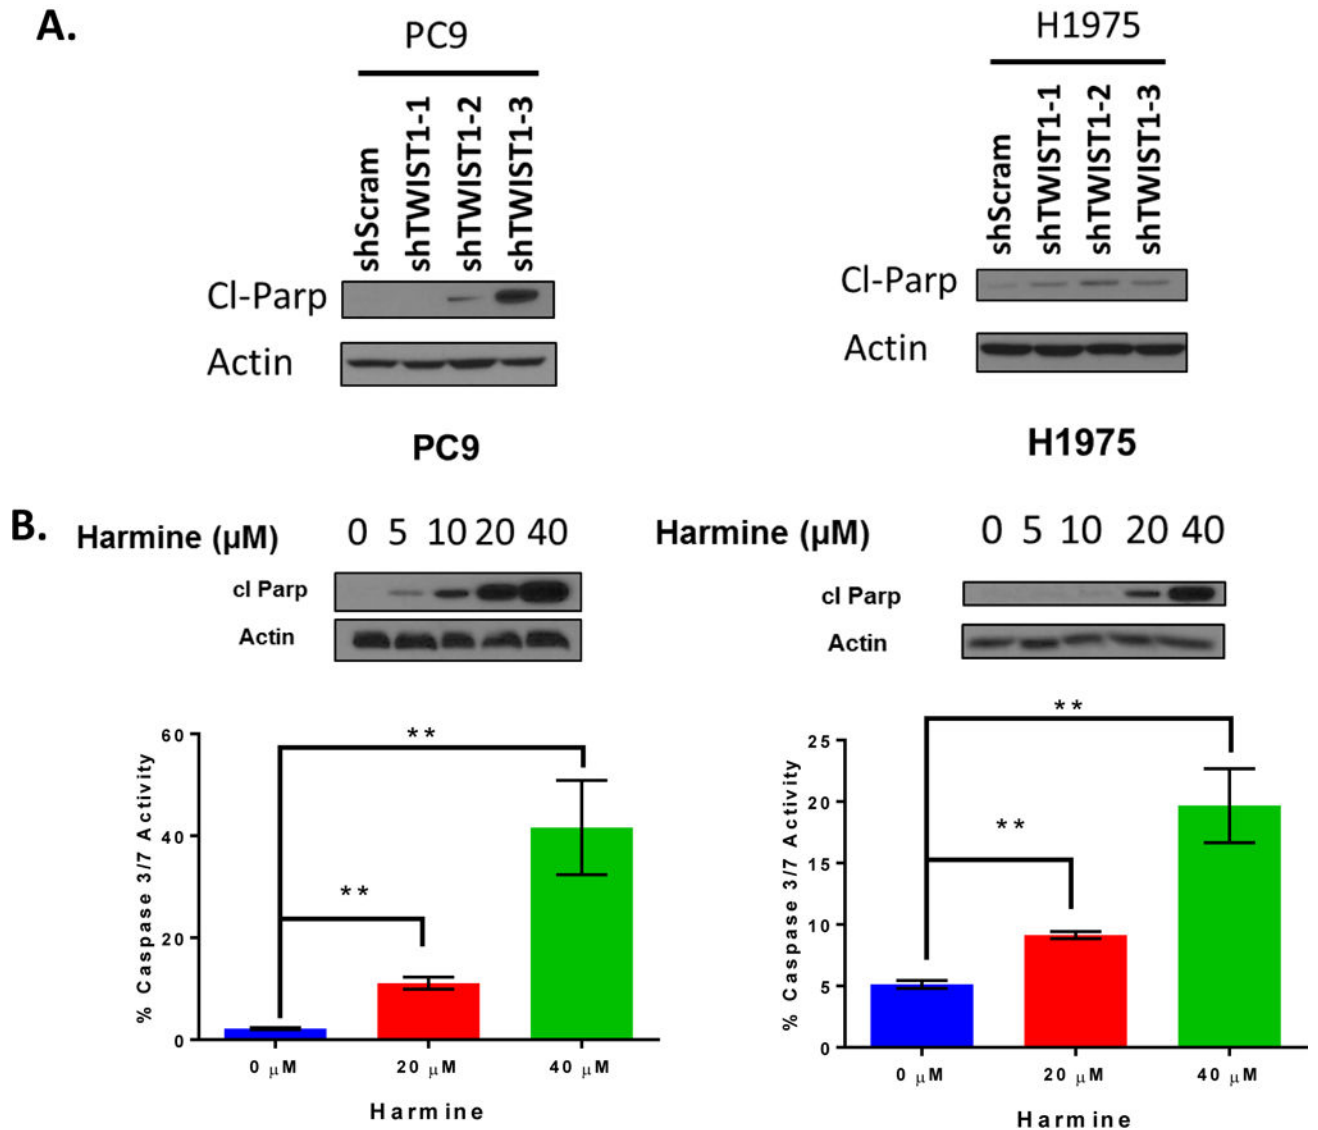 A.
PC9
H1975
shScram
shTWIST1-1
shTWIST1-2
shTWIST1-3
shScram
shTWIST1-1
shTWIST1-2
shTWIST1-3
Cl-Parp
Actin
Cl-Parp
Actin
PC9
H1975
B.
Harmine (µM) 0 5 10 20 40
cl Parp
Actin
Harmine (µM) 0 5 10 20 40
cl Parp
Actin
% Caspase 3/7 Activity
60
40
20
0
**
**
0 µM 20 µM 40 µM
Harmine
% Caspase 3/7 Activity
25
20
15
10
5
0
**
**
0 µM 20 µM 40 µM
Harmine